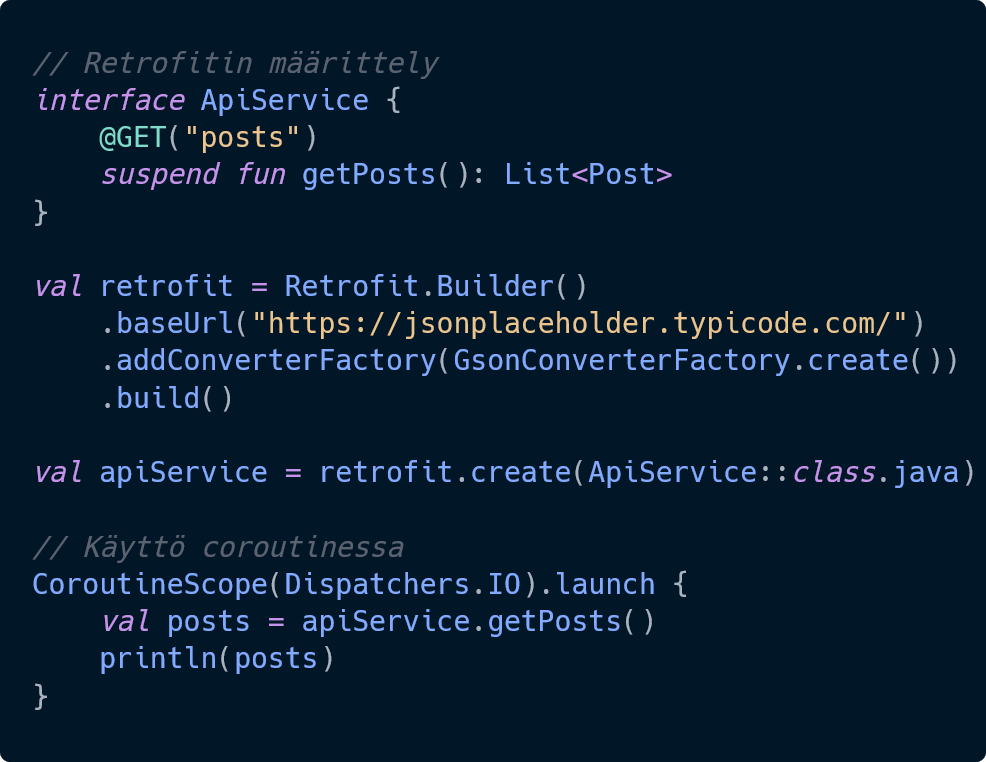 // Retrofitin määrittely
interface ApiService {
    @GET("posts")
    suspend fun getPosts(): List<Post>
}

val retrofit = Retrofit.Builder()
    .baseUrl("https://jsonplaceholder.typicode.com/")
    .addConverterFactory(GsonConverterFactory.create())
    .build()

val apiService = retrofit.create(ApiService::class.java)

// Käyttö coroutinessa
CoroutineScope(Dispatchers.IO).launch {
    val posts = apiService.getPosts()
    println(posts)
}